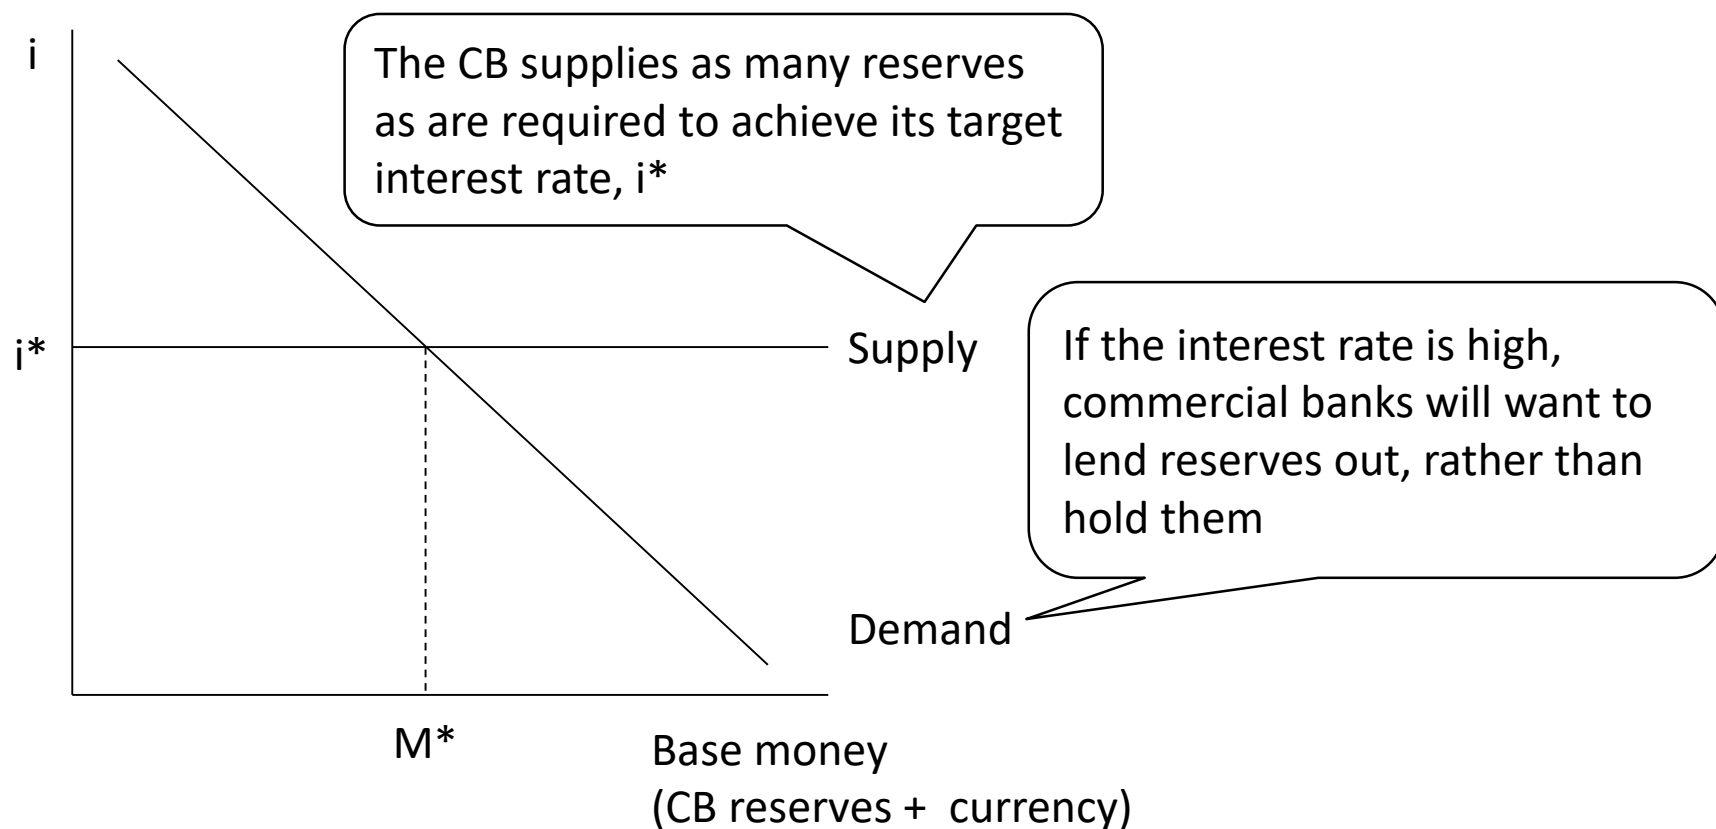 i
The CB supplies as many reserves
as are required to achieve its target
interest rate, i*
i*
Supply
If the interest rate is high,
commercial banks will want to
lend reserves out, rather than
hold them
Demand
M*
Base money
(CB reserves +  currency)